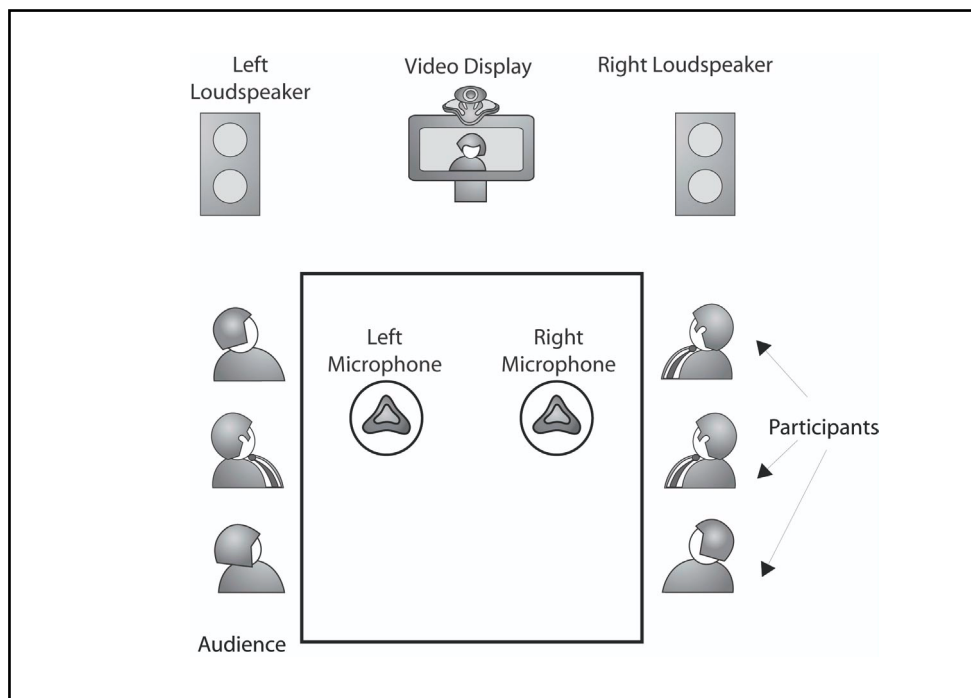 Left
Loudspeaker
Video Display
Right Loudspeaker
Left
Microphone
Right
Microphone
Participants
Audience